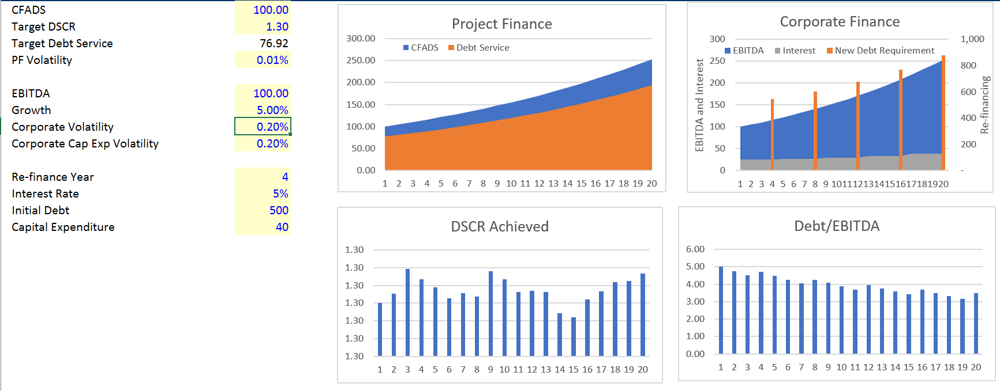 CFADS 100.00
Target DSCR 1.30
Target Debt Service 76.92
PF Volatility 0.01%
EBITDA 100.00
Growth 5.00%
Corporate Volatility 0.20%
Corporate Cap Exp Volatility 0.20%
Re-finance Year 4
Interest Rate 5%
Initial Debt 500
Capital Expenditure 40
Project Finance
CFADS Debt Service
300.00
250.00
200.00
150.00
100.00
50.00
0.00
1 2 3 4 5 6 7 8 9 10 11 12 13 14 15 16 17 18 19 20
Corporate Finance
EBITDA Interest New Debt Requirement
EBITDA and Interest
300
250
200
150
100
50
0
1,000
800
600
400
200
-
Re-financing
1 2 3 4 5 6 7 8 9 1011121314151617181920
DSCR Achieved
1.30
1.30
1.30
1.30
1.30
1.30
1.30
1 2 3 4 5 6 7 8 9 10 11 12 13 14 15 16 17 18 19 20
Debt/EBITDA
6.00
5.00
4.00
3.00
2.00
1.00
0.00
1 2 3 4 5 6 7 8 9 10 11 12 13 14 15 16 17 18 19 20